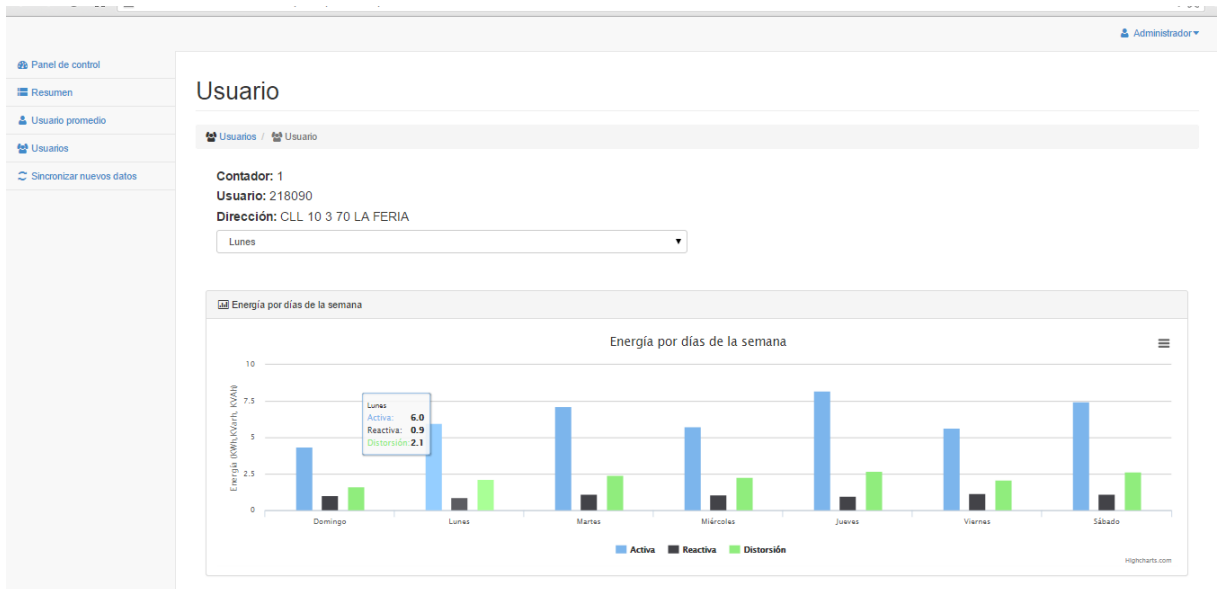 Administrador
Panel de control
Resumen
Usuario promedio
Usuarios
Sincronizar nuevos datos
Usuario
Usuarios / Usuario
Contador: 1
Usuario: 218090
Dirección: CLL 10 3 70 LA FERIA
Lunes
Energía por días de la semana
Energía por días de la semana
Energía (KWh,KVarh, KVAh)
10
7.5
5
2.5
0
Lunes
Activa: 6.0
Reactiva: 0.9
Distorsión: 2.1
Domingo Lunes Martes Miércoles Jueves Viernes Sábado
Activa Reactiva Distorsión
Highcharts.com